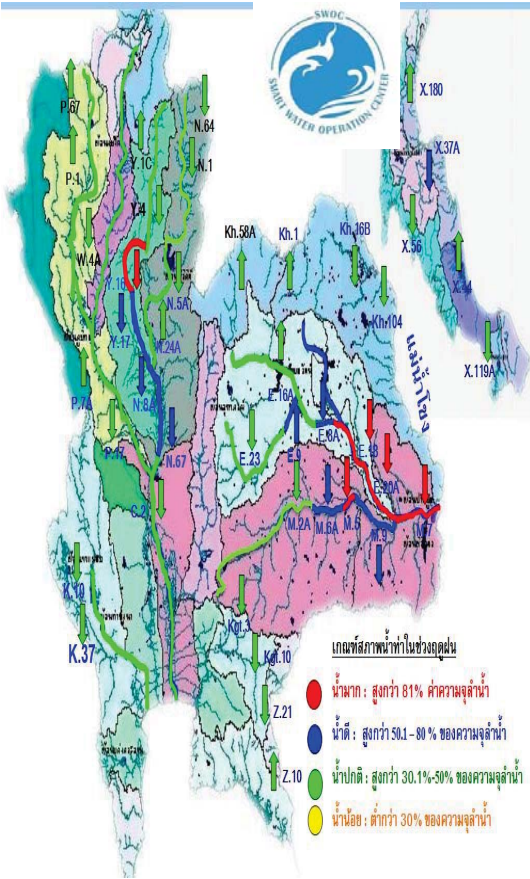 SWOC
SMART WATER OPERATION CENTER
P.67
N.64
X.180
Y.1C
N.1
X.37A
P.1
Y.4
Kh.58A
Kh.1
Kh.16B
X.56
W.4A
Y.16
N.5A
Kh.104
X.119A
Y.17
N.24A
แม่น้ำโขง
N.8A
E.16A
P.7A
E.8A
P.17
N.67
E.23
E.9
E.18
E.20A
C.2
M.2A
M.6A
M.5
M.9
M.7
K.10
K.37
Kgt.3
Kgt.10
Z.21
Z.10
เกณฑ์สภาพน้ำท่าในช่วงฤดูฝน
น้ำมาก : สูงกว่า 81% ค่าความจุลำน้ำ
น้ำดี : สูงกว่า 50.1 – 80 % ของความจุลำน้ำ
น้ำปกติ : สูงกว่า 30.1%-50% ของความจุลำน้ำ
น้ำน้อย : ต่ำกว่า 30% ของความจุลำน้ำ